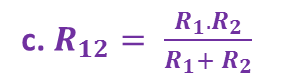 c. R₁₂ = R₁.R₂ / R₁+ R₂